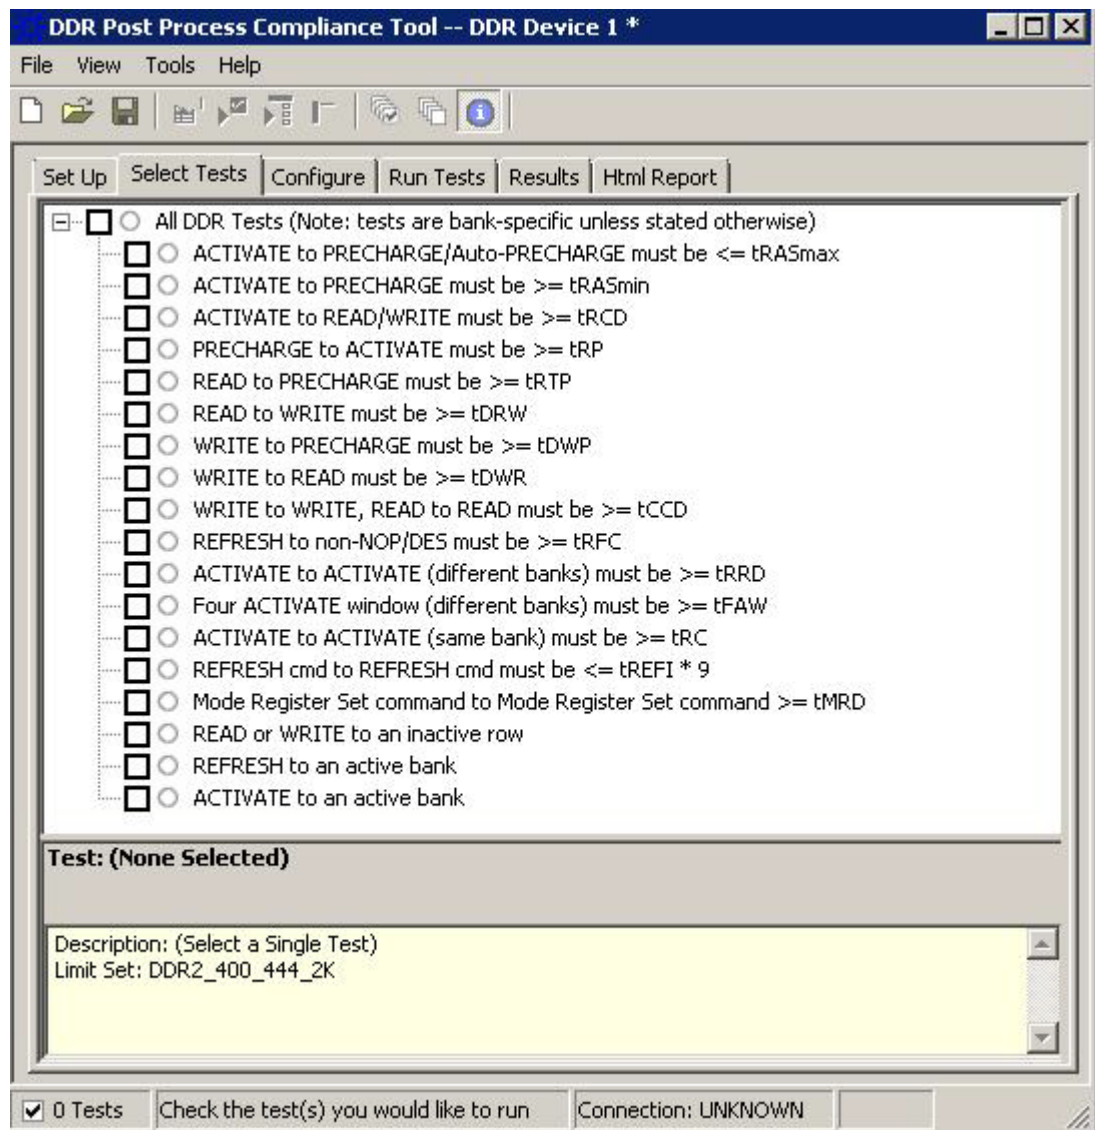 DDR Post Process Compliance Tool -- DDR Device 1 *
File View Tools Help
Set Up Select Tests Configure Run Tests Results Html Report
All DDR Tests (Note: tests are bank-specific unless stated otherwise)
ACTIVATE to PRECHARGE/Auto-PRECHARGE must be <= tRASmax
ACTIVATE to PRECHARGE must be >= tRASmin
ACTIVATE to READ/WRITE must be >= tRCD
PRECHARGE to ACTIVATE must be >= tRP
READ to PRECHARGE must be >= tRTP
READ to WRITE must be >= tDRW
WRITE to PRECHARGE must be >= tDWP
WRITE to READ must be >= tDWR
WRITE to WRITE, READ to READ must be >= tCCD
REFRESH to non-NOP/DES must be >= tRFC
ACTIVATE to ACTIVATE (different banks) must be >= tRRD
Four ACTIVATE window (different banks) must be >= tFAW
ACTIVATE to ACTIVATE (same bank) must be >= tRC
REFRESH cmd to REFRESH cmd must be <= tREFI * 9
Mode Register Set command to Mode Register Set command >= tMRD
READ or WRITE to an inactive row
REFRESH to an active bank
ACTIVATE to an active bank
Test: (None Selected)
Description: (Select a Single Test)
Limit Set: DDR2_400_444_2K
0 Tests Check the test(s) you would like to run Connection: UNKNOWN